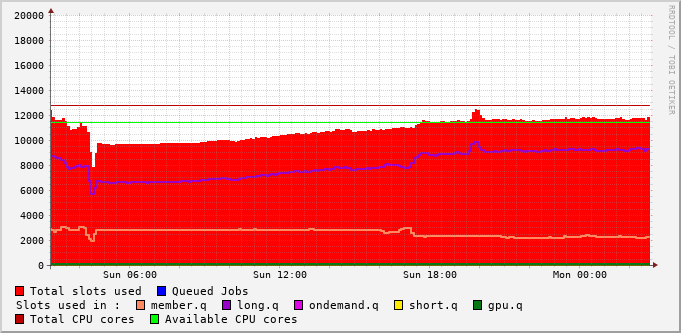 20000
18000
16000
14000
12000
10000
8000
6000
4000
2000
0
Sun 06:00 Sun 12:00 Sun 18:00 Mon 00:00
Total slots used Queued Jobs
Slots used in : member.q long.q ondemand.q short.q gpu.q
Total CPU cores Available CPU cores
RRDTOOL / TOBI OETIKER